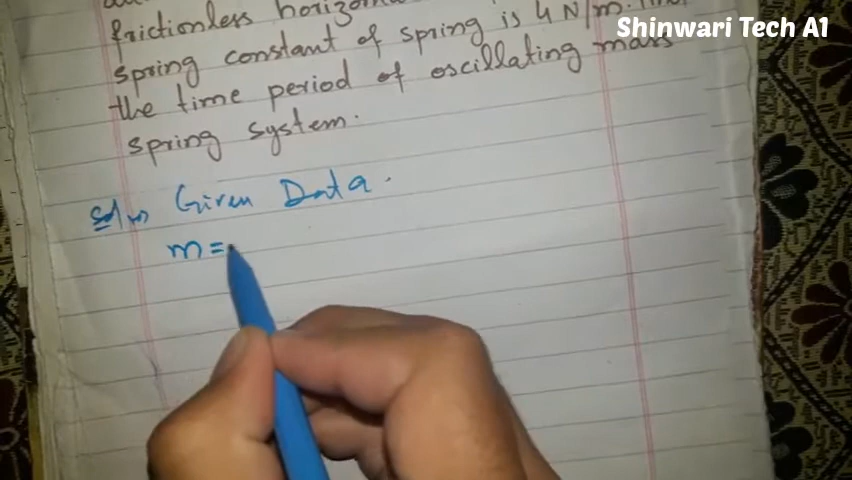 frictionless horizo
Shinwari Tech A1
spring constant of spring is 4 N/m.
the time period of oscillating mass
spring system.
Soln Given Data.
m =